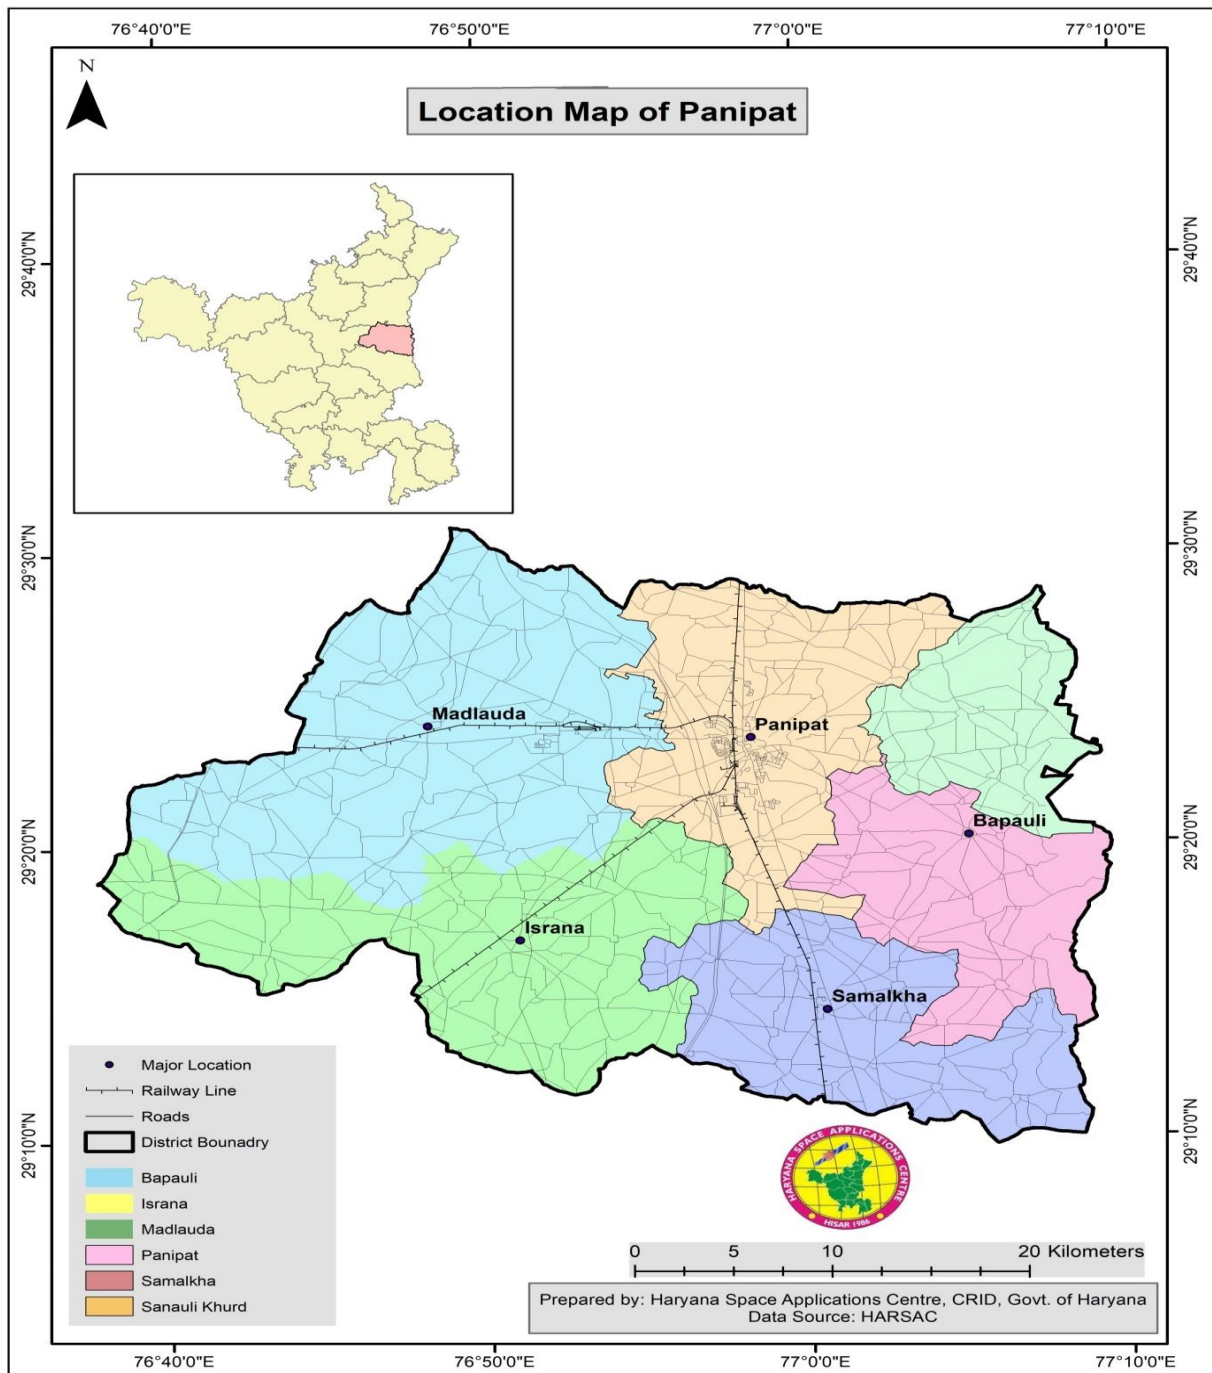 76°40'0"E
76°50'0"E
77°0'0"E
77°10'0"E
N
Location Map of Panipat
29°40'0"N
29°40'0"N
29°30'0"N
29°30'0"N
Madlauda
Panipat
Bapauli
29°20'0"N
29°20'0"N
Israna
Samalkha
Major Location
Railway Line
Roads
District Bounadry
Bapauli
Israna
Madlauda
Panipat
Samalkha
Sanauli Khurd
29°10'0"N
29°10'0"N
HARYANA SPACE APPLICATIONS CENTRE
HISAR 1986
0 5 10 20 Kilometers
Prepared by: Haryana Space Applications Centre, CRID, Govt. of Haryana
Data Source: HARSAC
76°40'0"E
76°50'0"E
77°0'0"E
77°10'0"E